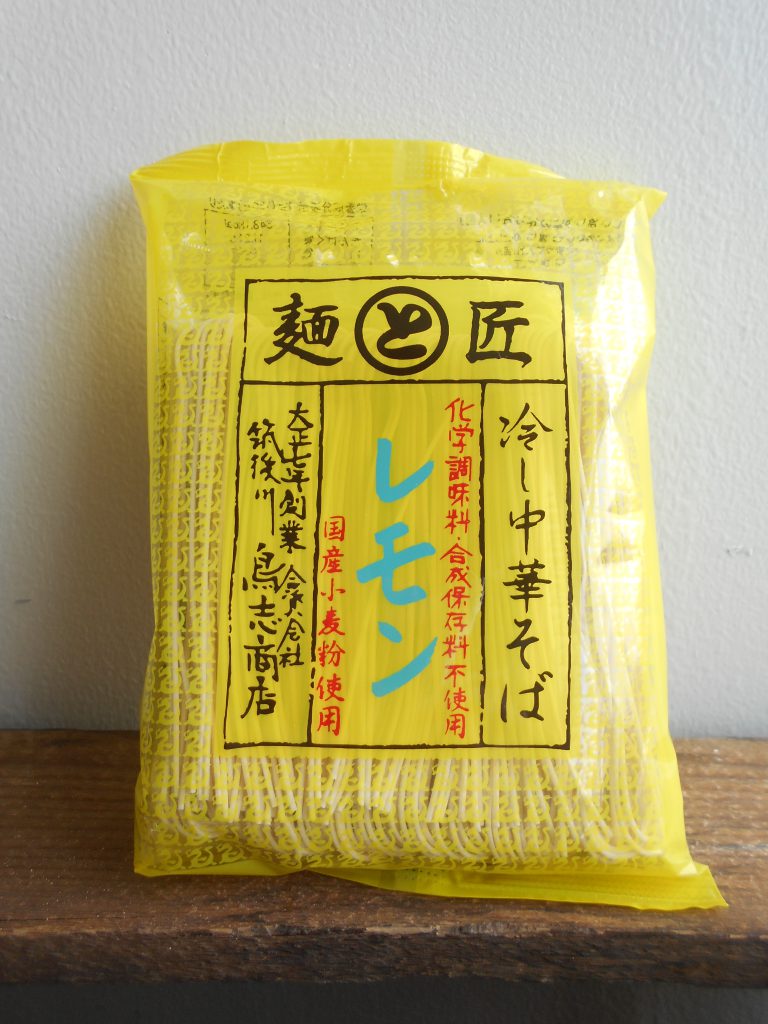 麺 と 匠
冷し中華そば
化学調味料・合成保存料不使用
レモン
国産小麦粉使用
大正七年創業 合資会社
筑後川 鳥志商店